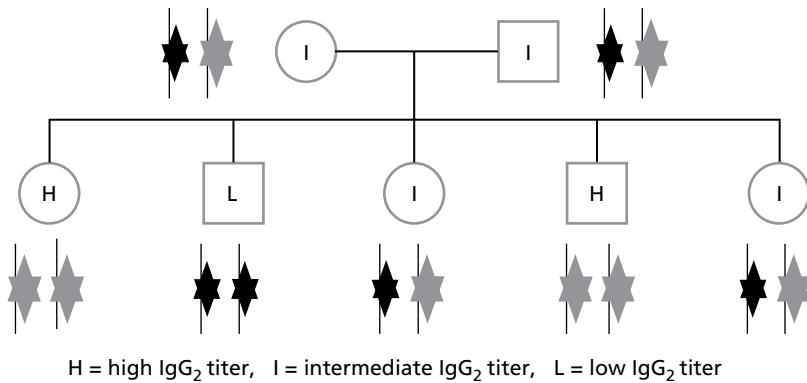 I I
H L I H I
H = high IgG₂ titer, I = intermediate IgG₂ titer, L = low IgG₂ titer